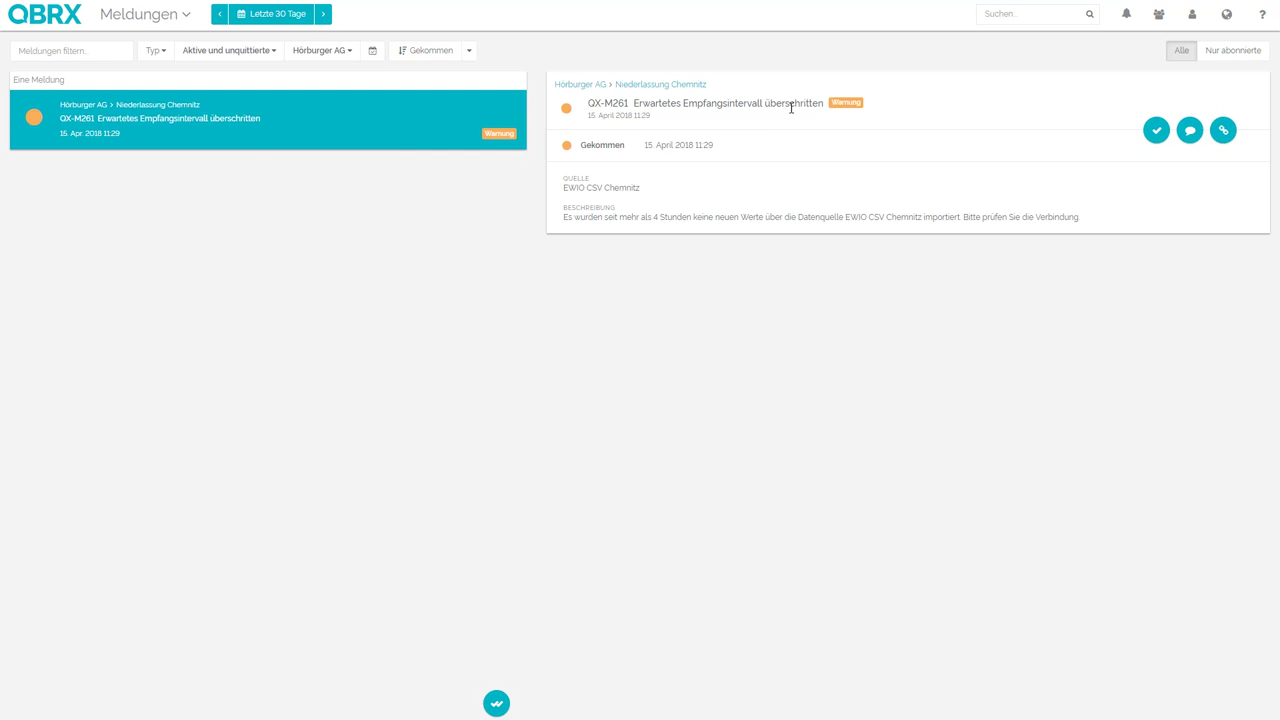 QBRX Meldungen Letzte 30 Tage Suchen... ?
Meldungen filtern... Typ Aktive und unquittierte Hörburger AG Gekommen Alle Nur abonnierte
Eine Meldung
Hörburger AG > Niederlassung Chemnitz
QX-M261 Erwartetes Empfangsintervall überschritten
15. Apr. 2018 11:29 Warnung
Hörburger AG > Niederlassung Chemnitz
QX-M261 Erwartetes Empfangsintervall überschritten Warnung
15. April 2018 11:29
Gekommen 15. April 2018 11:29
QUELLE
EWIO CSV Chemnitz
BESCHREIBUNG
Es wurden seit mehr als 4 Stunden keine neuen Werte über die Datenquelle EWIO CSV Chemnitz importiert. Bitte prüfen Sie die Verbindung.